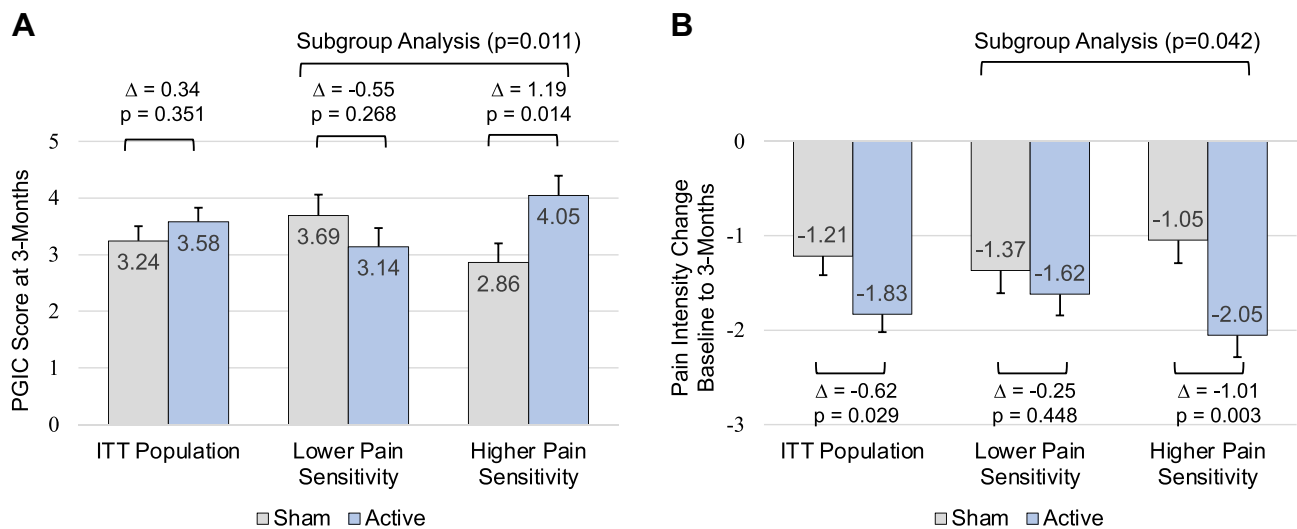 A
Subgroup Analysis (p=0.011)
Δ = 0.34
p = 0.351
Δ = -0.55
p = 0.268
Δ = 1.19
p = 0.014
PGIC Score at 3-Months
5
4
3
2
1
0
3.24
3.58
3.69
3.14
2.86
4.05
ITT Population
Lower Pain
Sensitivity
Higher Pain
Sensitivity
Sham
Active
B
Subgroup Analysis (p=0.042)
Pain Intensity Change
Baseline to 3-Months
0
-1
-2
-3
-1.21
-1.83
-1.37
-1.62
-1.05
-2.05
Δ = -0.62
p = 0.029
Δ = -0.25
p = 0.448
Δ = -1.01
p = 0.003
ITT Population
Lower Pain
Sensitivity
Higher Pain
Sensitivity
Sham
Active